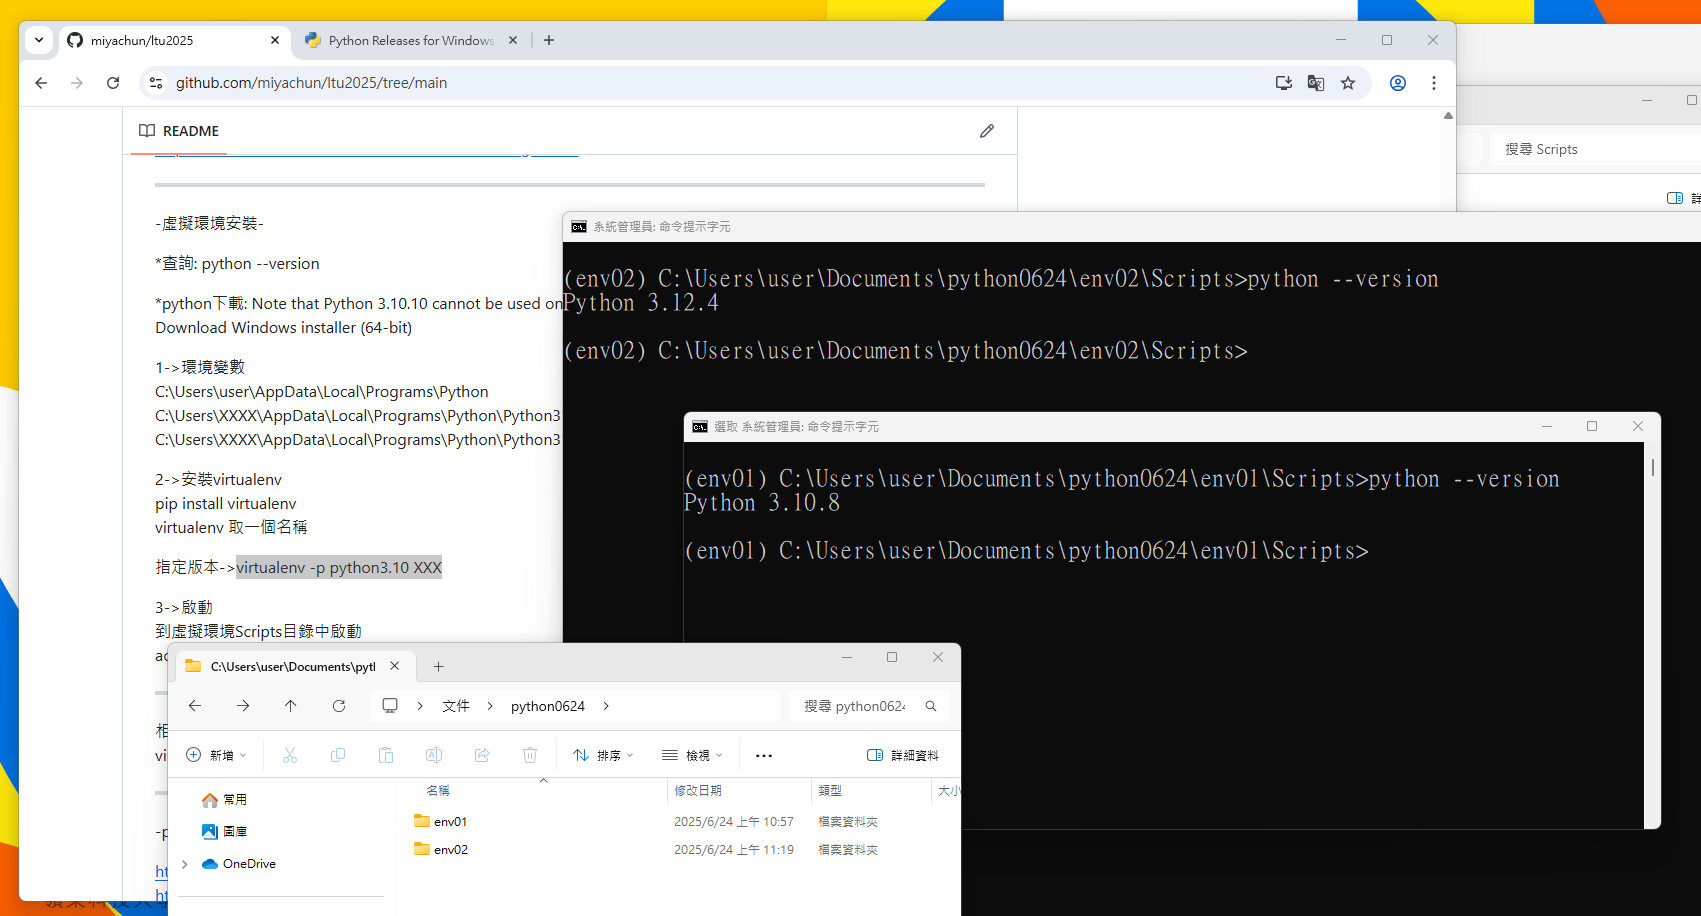 miyachun/ltu2025
Python Releases for Windows
github.com/miyachun/ltu2025/tree/main
README
-虛擬環境安裝-
*查詢: python --version
*python下載: Note that Python 3.10.10 cannot be used on
Download Windows installer (64-bit)
1->環境變數
C:\Users\user\AppData\Local\Programs\Python
C:\Users\XXXX\AppData\Local\Programs\Python\Python3
C:\Users\XXXX\AppData\Local\Programs\Python\Python3
2->安裝virtualenv
pip install virtualenv
virtualenv 取一個名稱
指定版本->virtualenv -p python3.10 XXX
3->啟動
到虛擬環境Scripts目錄中啟動
搜尋 Scripts
系統管理員: 命令提示字元
(env02) C:\Users\user\Documents\python0624\env02\Scripts>python --version
Python 3.12.4
(env02) C:\Users\user\Documents\python0624\env02\Scripts>
選取 系統管理員: 命令提示字元
(env01) C:\Users\user\Documents\python0624\env01\Scripts>python --version
Python 3.10.8
(env01) C:\Users\user\Documents\python0624\env01\Scripts>
C:\Users\user\Documents\pyt
文件 > python0624 >
搜尋 python0624
新增
排序
檢視
詳細資料
名稱 修改日期 類型 大小
常用
圖庫
OneDrive
env01 2025/6/24 上午 10:57 檔案資料夾
env02 2025/6/24 上午 11:19 檔案資料夾